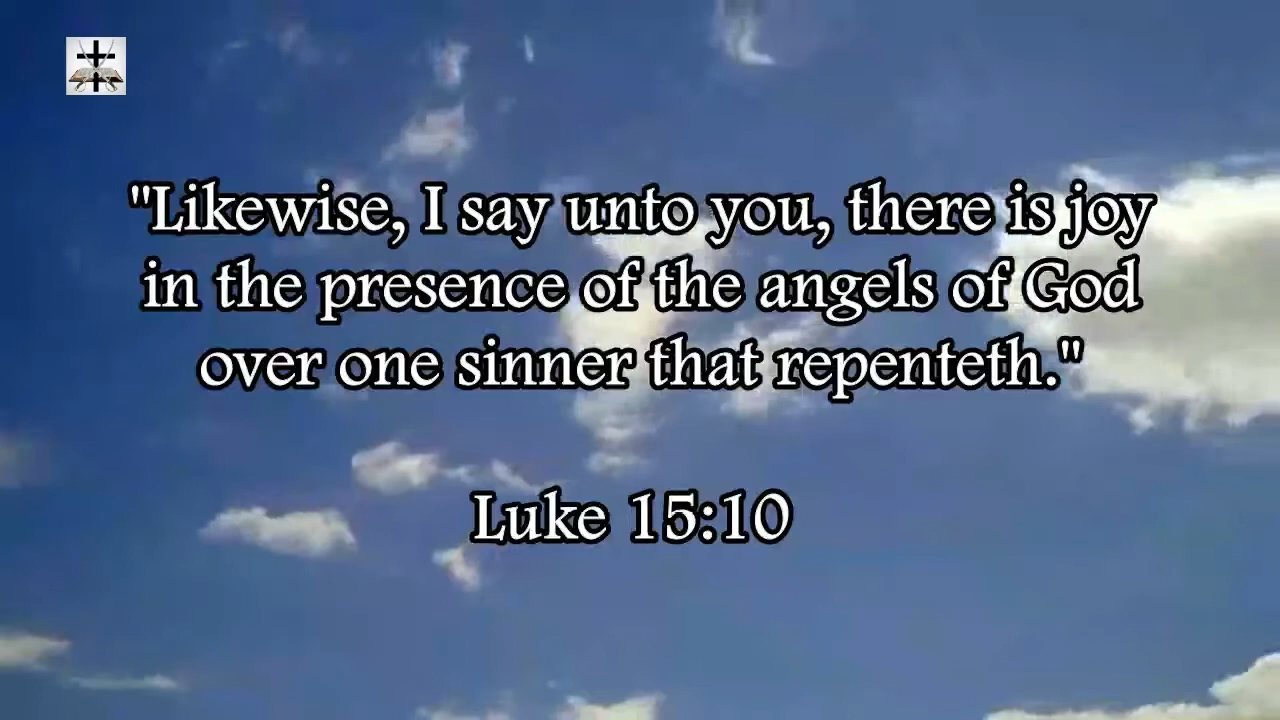 "Likewise, I say unto you, there is joy
in the presence of the angels of God
over one sinner that repenteth."
Luke 15:10